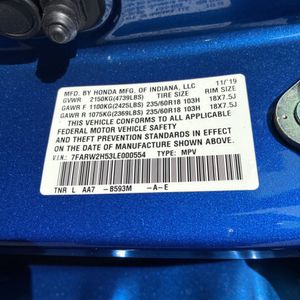 MFD. BY HONDA MFG. OF INDIANA, LLC 11/'19
GVWR 2150KG(4739LBS) TIRE SIZE RIM SIZE
GAWR F 1100KG(2425LBS) 235/60R18 103H 18X7.5J
GAWR R 1075KG(2369LBS) 235/60R18 103H 18X7.5J
THIS VEHICLE CONFORMS TO ALL APPLICABLE
FEDERAL MOTOR VEHICLE SAFETY
AND THEFT PREVENTION STANDARDS IN EFFECT
ON THE DATE OF MANUFACTURE SHOWN ABOVE.
V.I.N.: 7FARW2H53LE000554 TYPE: MPV
TNR L AA7 -B593M -A-E